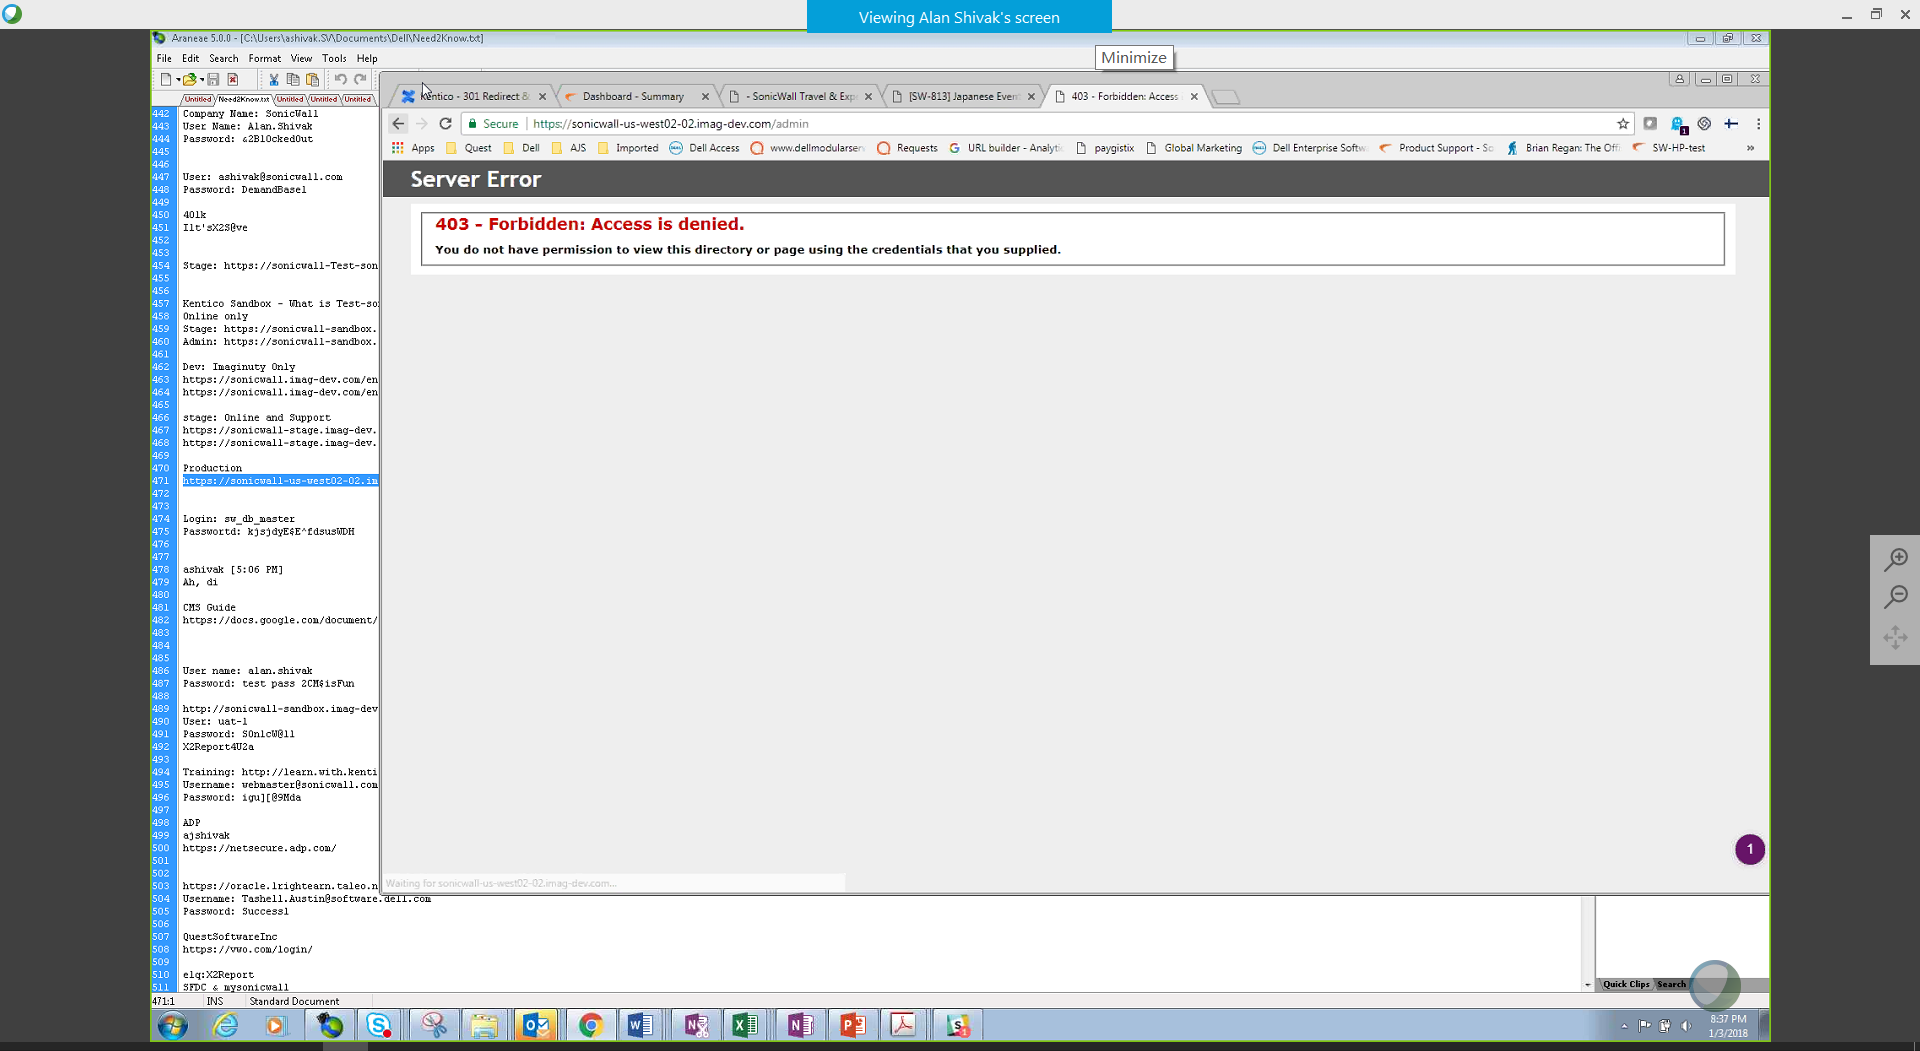 Viewing Alan Shivak's screen
Araneae 5.0.0 - [C:\Users\ashivak.SV\Documents\Dell\Need2Know.txt]
File Edit Search Format View Tools Help
Minimize
Untitled Need2Know.txt Untitled Untitled Untitled
Kentico - 301 Redirect & Dashboard - Summary - SonicWall Travel & Exp [SW-813] Japanese Even 403 - Forbidden: Access
Secure https://sonicwall-us-west02-02.imag-dev.com/admin
Apps Quest Dell AJS Imported Dell Access www.dellmodularserv Requests URL builder - Analytic paygistix Global Marketing Dell Enterprise Softw Product Support - So Brian Regan: The Offi SW-HP-test »
Server Error
403 - Forbidden: Access is denied.
You do not have permission to view this directory or page using the credentials that you supplied.
442 Company Name: SonicWall
443 User Name: Alan.Shivak
444 Password: &2Bl0cked0ut
445
446
447 User: ashivak@sonicwall.com
448 Password: DemandBase1
449
450 401k
451 I1t'sX2S@ve
452
453
454 Stage: https://sonicwall-Test-son
455
456
457 Kentico Sandbox - What is Test-so
458 Online only
459 Stage: https://sonicwall-sandbox.
460 Admin: https://sonicwall-sandbox.
461
462 Dev: Imaginuty Only
463 https://sonicwall.imag-dev.com/en
464 https://sonicwall.imag-dev.com/en
465
466 stage: Online and Support
467 https://sonicwall-stage.imag-dev.
468 https://sonicwall-stage.imag-dev.
469
470 Production
471 https://sonicwall-us-west02-02.im
472
473
474 Login: sw_db_master
475 Passwortd: kjsjdyE$E^fdsusWDH
476
477
478 ashivak [5:06 PM]
479 Ah, di
480
481 CMS Guide
482 https://docs.google.com/document/
483
484
485
486 User name: alan.shivak
487 Password: test pass 2CM$isFun
488
489 http://sonicwall-sandbox.imag-dev
490 User: uat-1
491 Password: S0nicW@ll
492 X2Report4U2a
493
494 Training: http://learn.with.kenti
495 Username: webmaster@sonicwall.com
496 Password: igu][@9Mda
497
498 ADP
499 ajshivak
500 https://netsecure.adp.com/
501
502
503 https://oracle.lrightearn.taleo.n
504 Username: Tashell.Austin@software.dell.com
505 Password: Success1
506
507 QuestSoftwareInc
508 https://vwo.com/login/
509
510 elq:X2Report
511 SFDC & mysonicwall
1
Waiting for sonicwall-us-west02-02.imag-dev.com...
Quick Clips Search
471:1 INS Standard Document
8:37 PM
1/3/2018